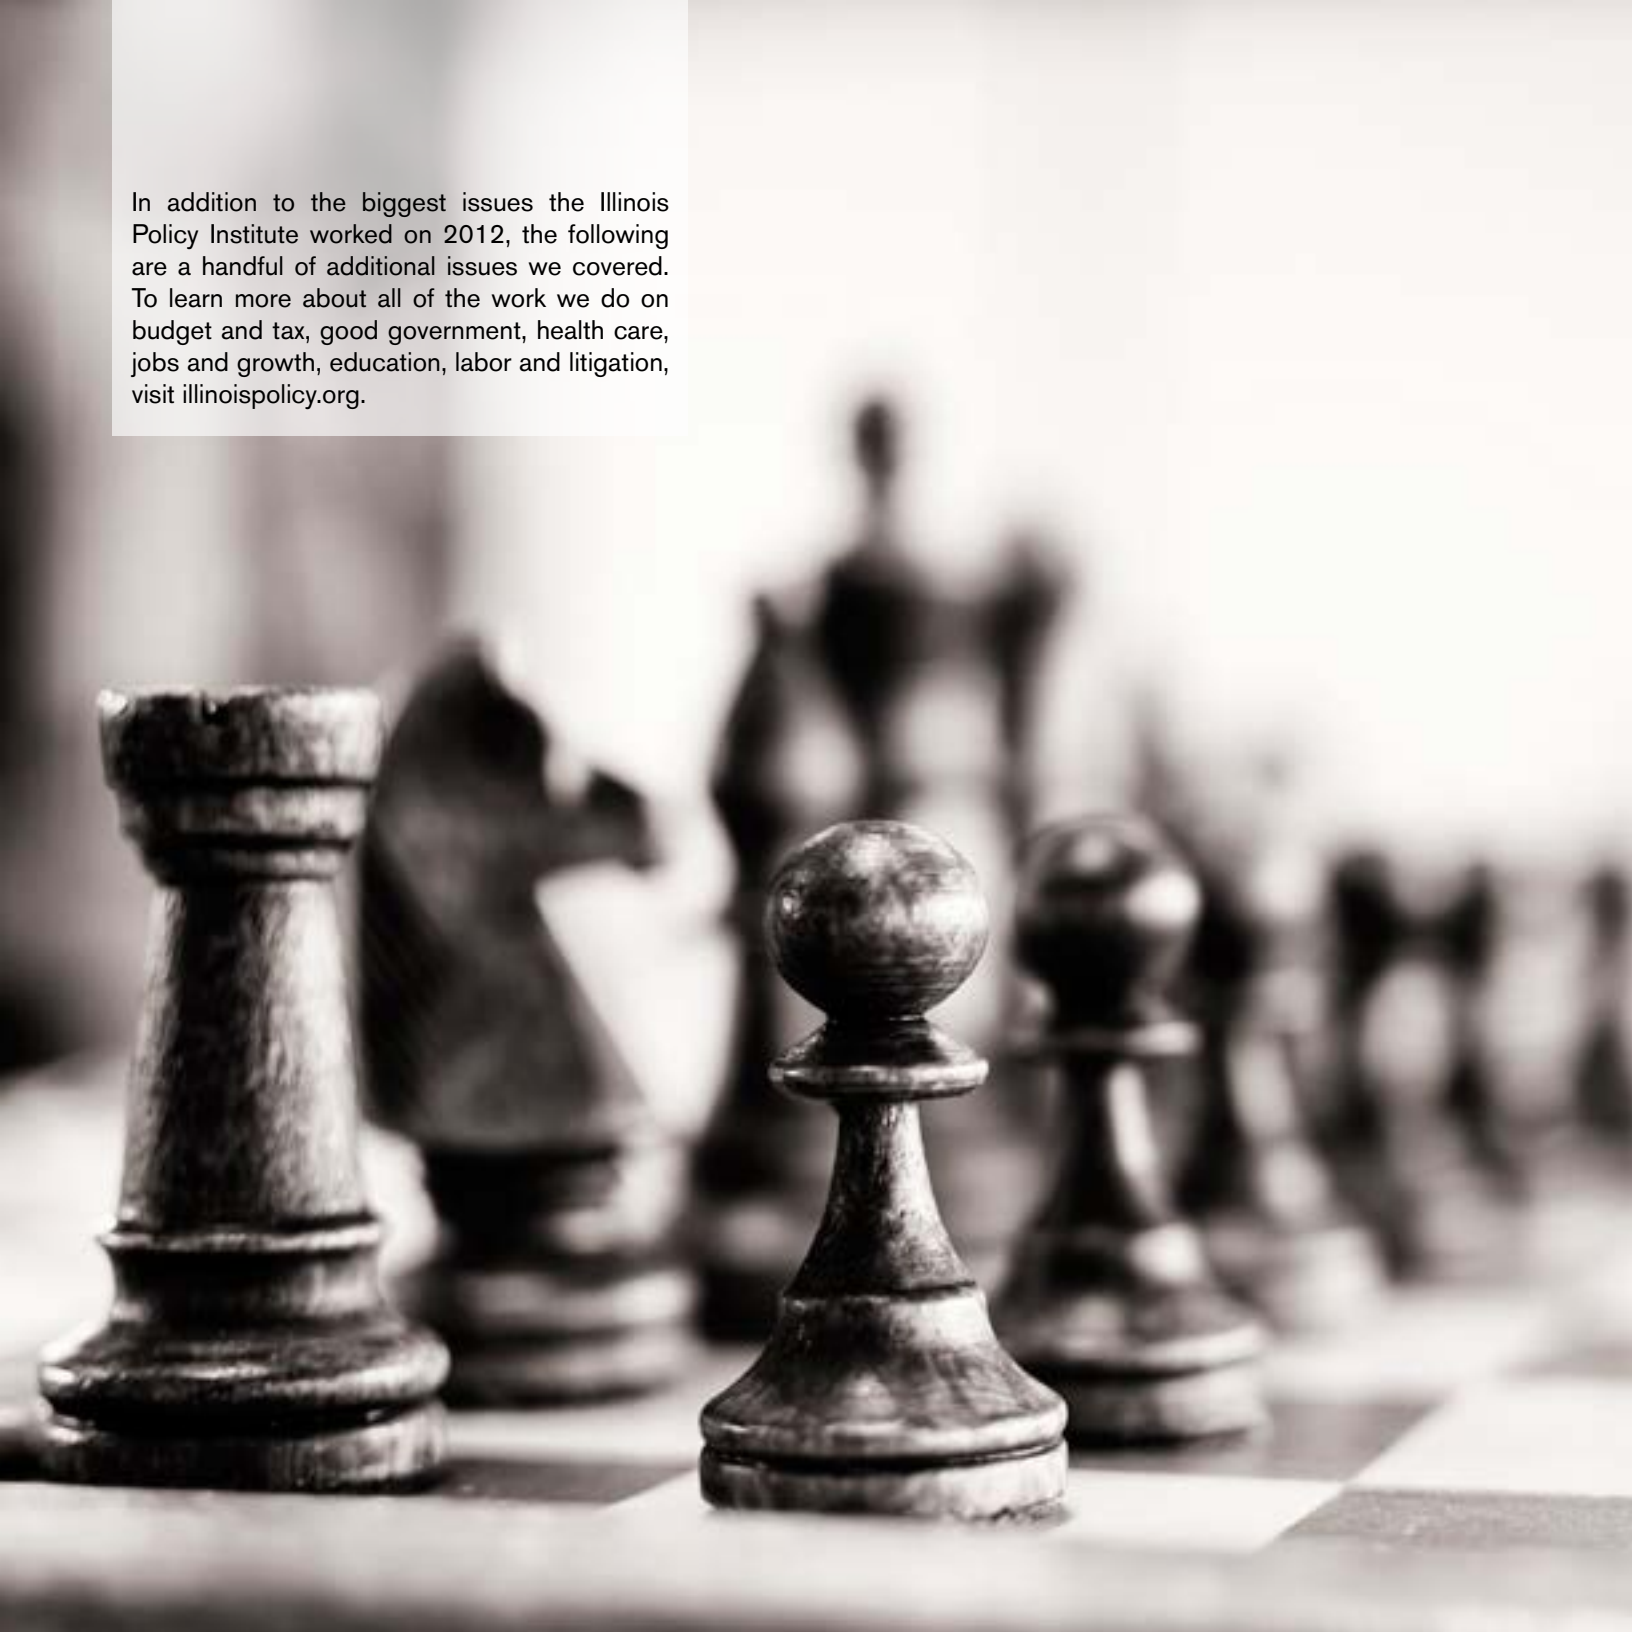 In addition to the biggest issues the Illinois
Policy Institute worked on 2012, the following
are a handful of additional issues we covered.
To learn more about all of the work we do on
budget and tax, good government, health care,
jobs and growth, education, labor and litigation,
visit illinoispolicy.org.